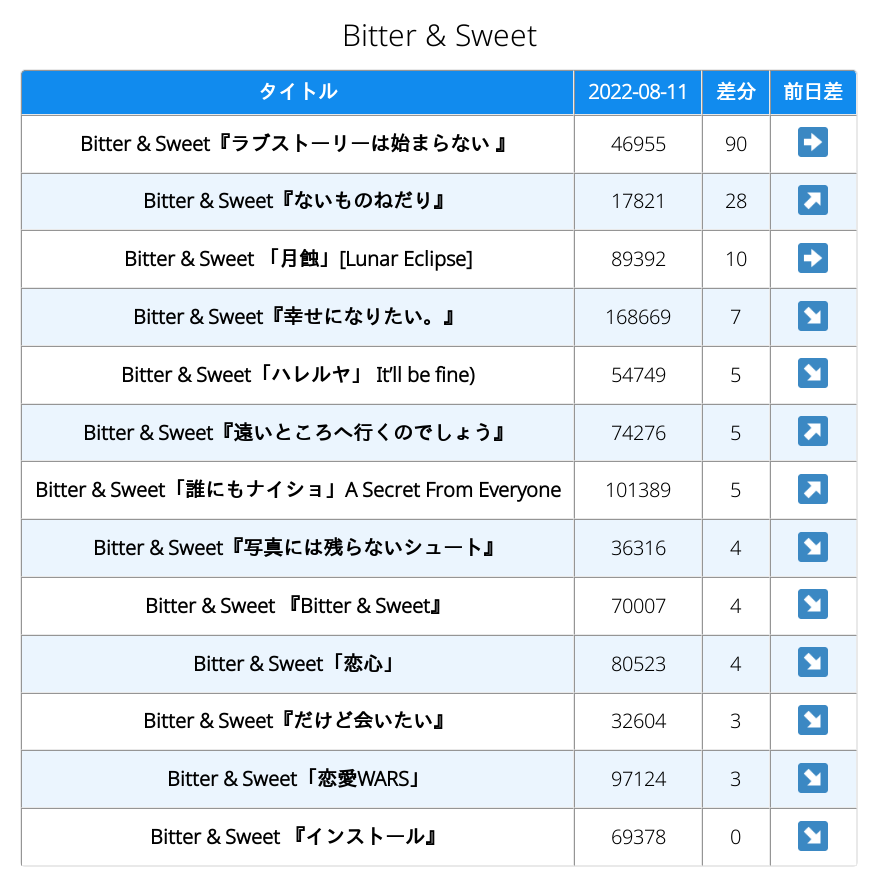 Bitter & Sweet
タイトル 2022-08-11 差分 前日差
Bitter & Sweet『ラブストーリーは始まらない 』 46955 90 ➡
Bitter & Sweet『ないものねだり』 17821 28 ↗
Bitter & Sweet 「月蝕」[Lunar Eclipse] 89392 10 ➡
Bitter & Sweet『幸せになりたい。』 168669 7 ↘
Bitter & Sweet「ハレルヤ」 It'll be fine) 54749 5 ↘
Bitter & Sweet『遠いところへ行くのでしょう』 74276 5 ↗
Bitter & Sweet「誰にもナイショ」A Secret From Everyone 101389 5 ↗
Bitter & Sweet『写真には残らないシュート』 36316 4 ↘
Bitter & Sweet 『Bitter & Sweet』 70007 4 ↘
Bitter & Sweet「恋心」 80523 4 ↘
Bitter & Sweet『だけど会いたい』 32604 3 ↘
Bitter & Sweet「恋愛WARS」 97124 3 ↘
Bitter & Sweet 『インストール』 69378 0 ↘